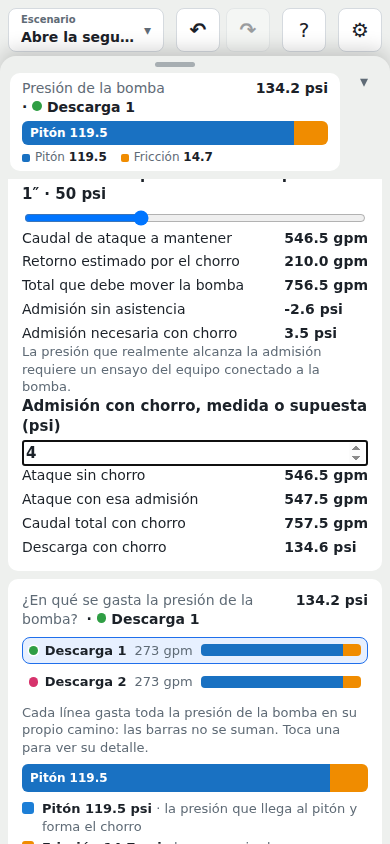 Escenario
Abre la segu... ▼
↶
↷
?
⚙
Presión de la bomba 134.2 psi
· Descarga 1
Pitón 119.5
Pitón 119.5 Fricción 14.7
▼
1″ · 50 psi
Caudal de ataque a mantener 546.5 gpm
Retorno estimado por el chorro 210.0 gpm
Total que debe mover la bomba 756.5 gpm
Admisión sin asistencia -2.6 psi
Admisión necesaria con chorro 3.5 psi
La presión que realmente alcanza la admisión
requiere un ensayo del equipo conectado a la
bomba.
Admisión con chorro, medida o supuesta
(psi)
4
Ataque sin chorro 546.5 gpm
Ataque con esa admisión 547.5 gpm
Caudal total con chorro 757.5 gpm
Descarga con chorro 134.6 psi
¿En qué se gasta la presión de la 134.2 psi
bomba? · Descarga 1
Descarga 1 273 gpm
Descarga 2 273 gpm
Cada línea gasta toda la presión de la bomba en su
propio camino: las barras no se suman. Toca una
para ver su detalle.
Pitón 119.5
Pitón 119.5 psi · la presión que llega al pitón y
forma el chorro